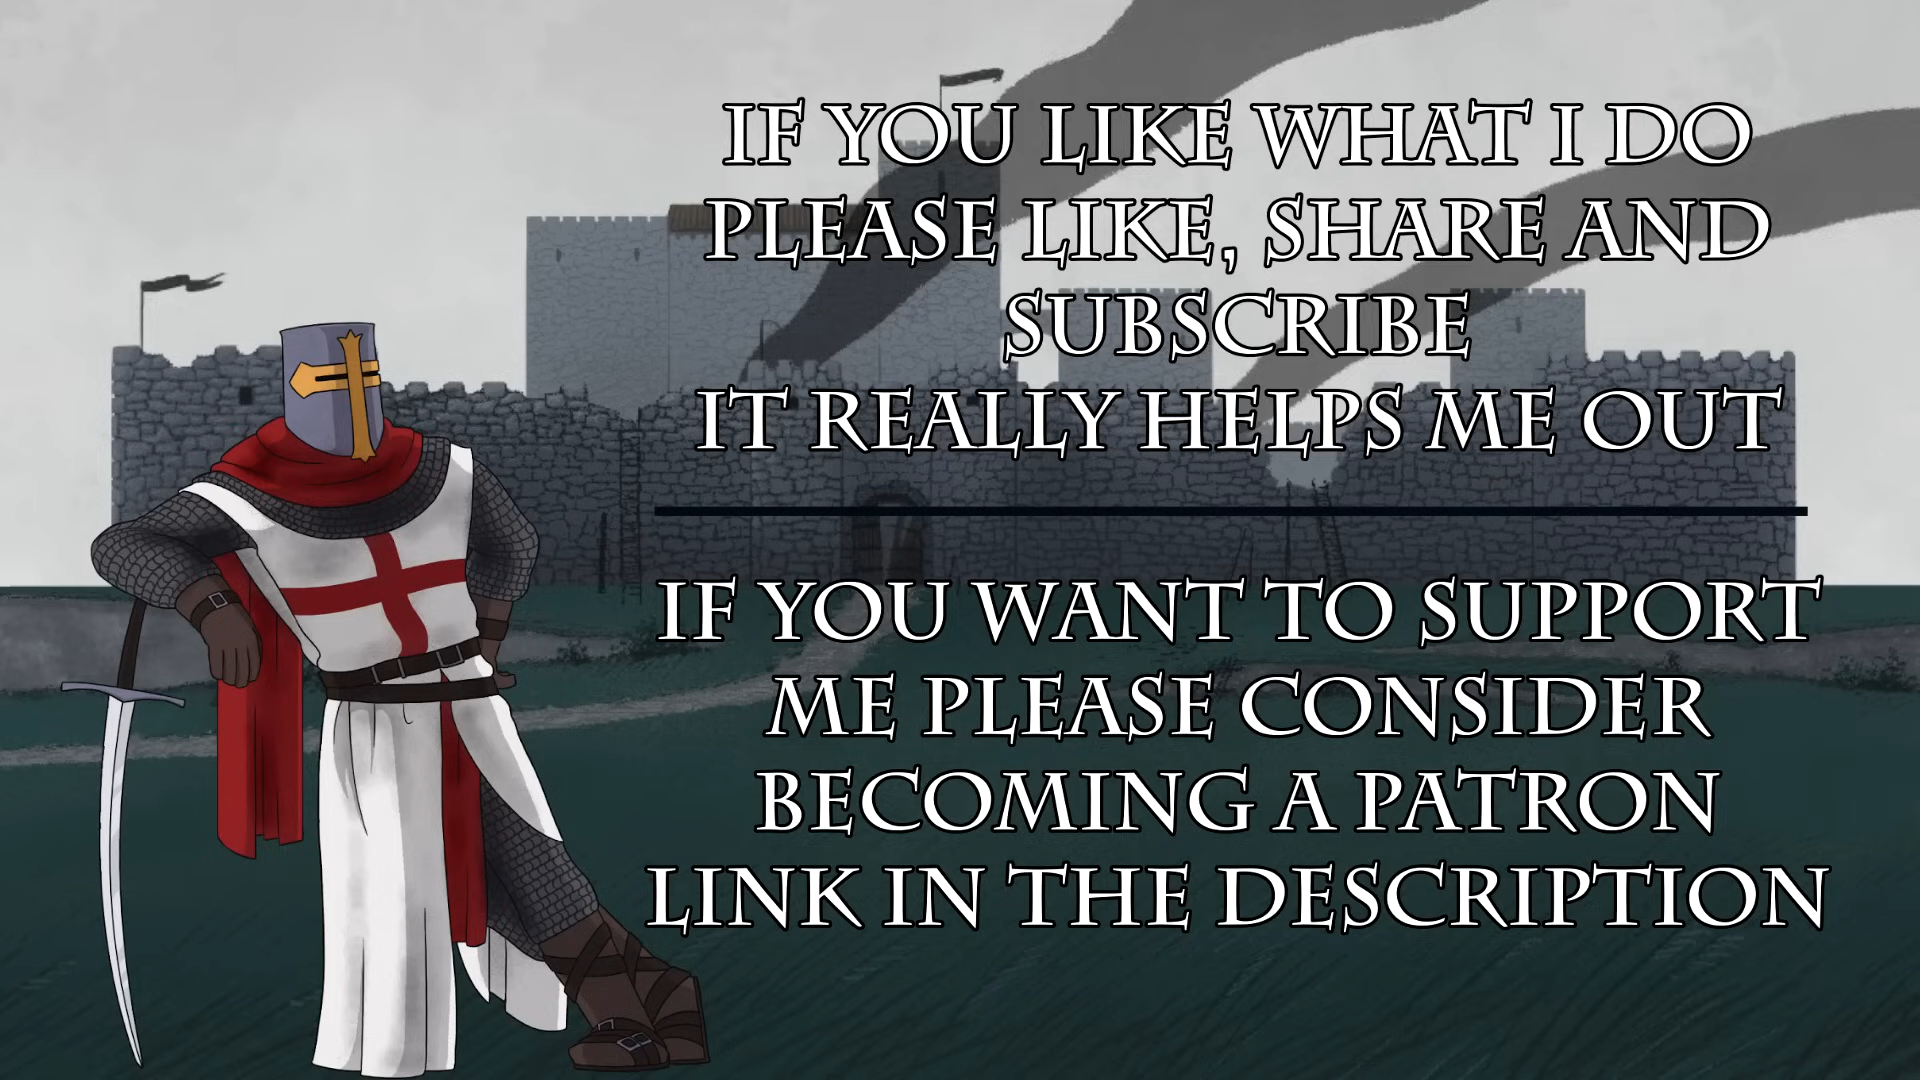 IF YOU LIKE WHAT I DO
PLEASE LIKE, SHARE AND
SUBSCRIBE
IT REALLY HELPS ME OUT
IF YOU WANT TO SUPPORT
ME PLEASE CONSIDER
BECOMING A PATRON
LINK IN THE DESCRIPTION